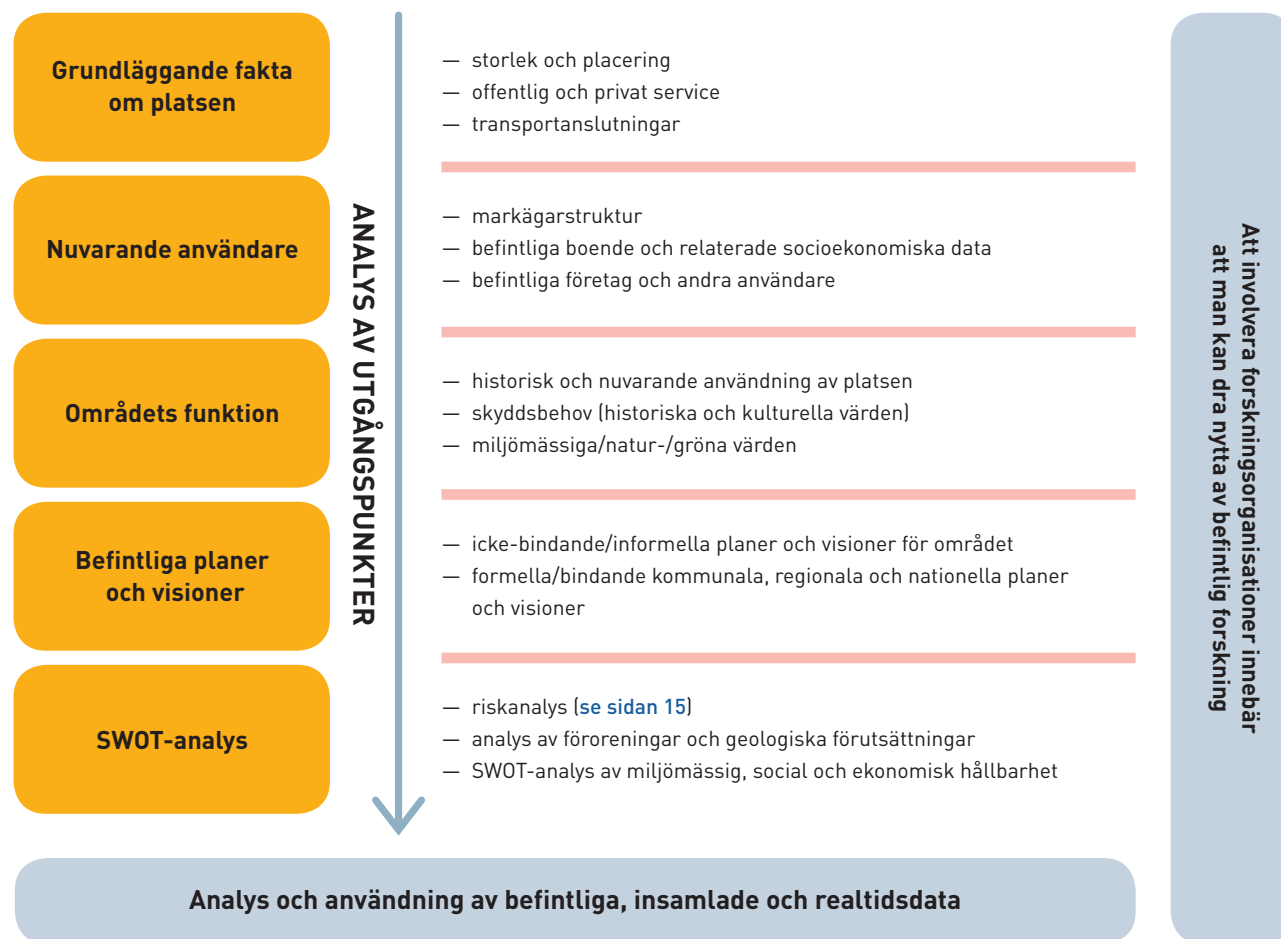 Grundläggande fakta
om platsen
— storlek och placering
— offentlig och privat service
— transportanslutningar
ANALYS AV UTGÅNGSPUNKTER
Nuvarande användare
— markägarstruktur
— befintliga boende och relaterade socioekonomiska data
— befintliga företag och andra användare
Områdets funktion
— historisk och nuvarande användning av platsen
— skyddsbehov (historiska och kulturella värden)
— miljömässiga/natur-/gröna värden
Befintliga planer
och visioner
— icke-bindande/informella planer och visioner för området
— formella/bindande kommunala, regionala och nationella planer
och visioner
SWOT-analys
— riskanalys (se sidan 15)
— analys av föroreningar och geologiska förutsättningar
— SWOT-analys av miljömässig, social och ekonomisk hållbarhet
Analys och användning av befintliga, insamlade och realtidsdata
Att involvera forskningsorganisationer innebär
att man kan dra nytta av befintlig forskning